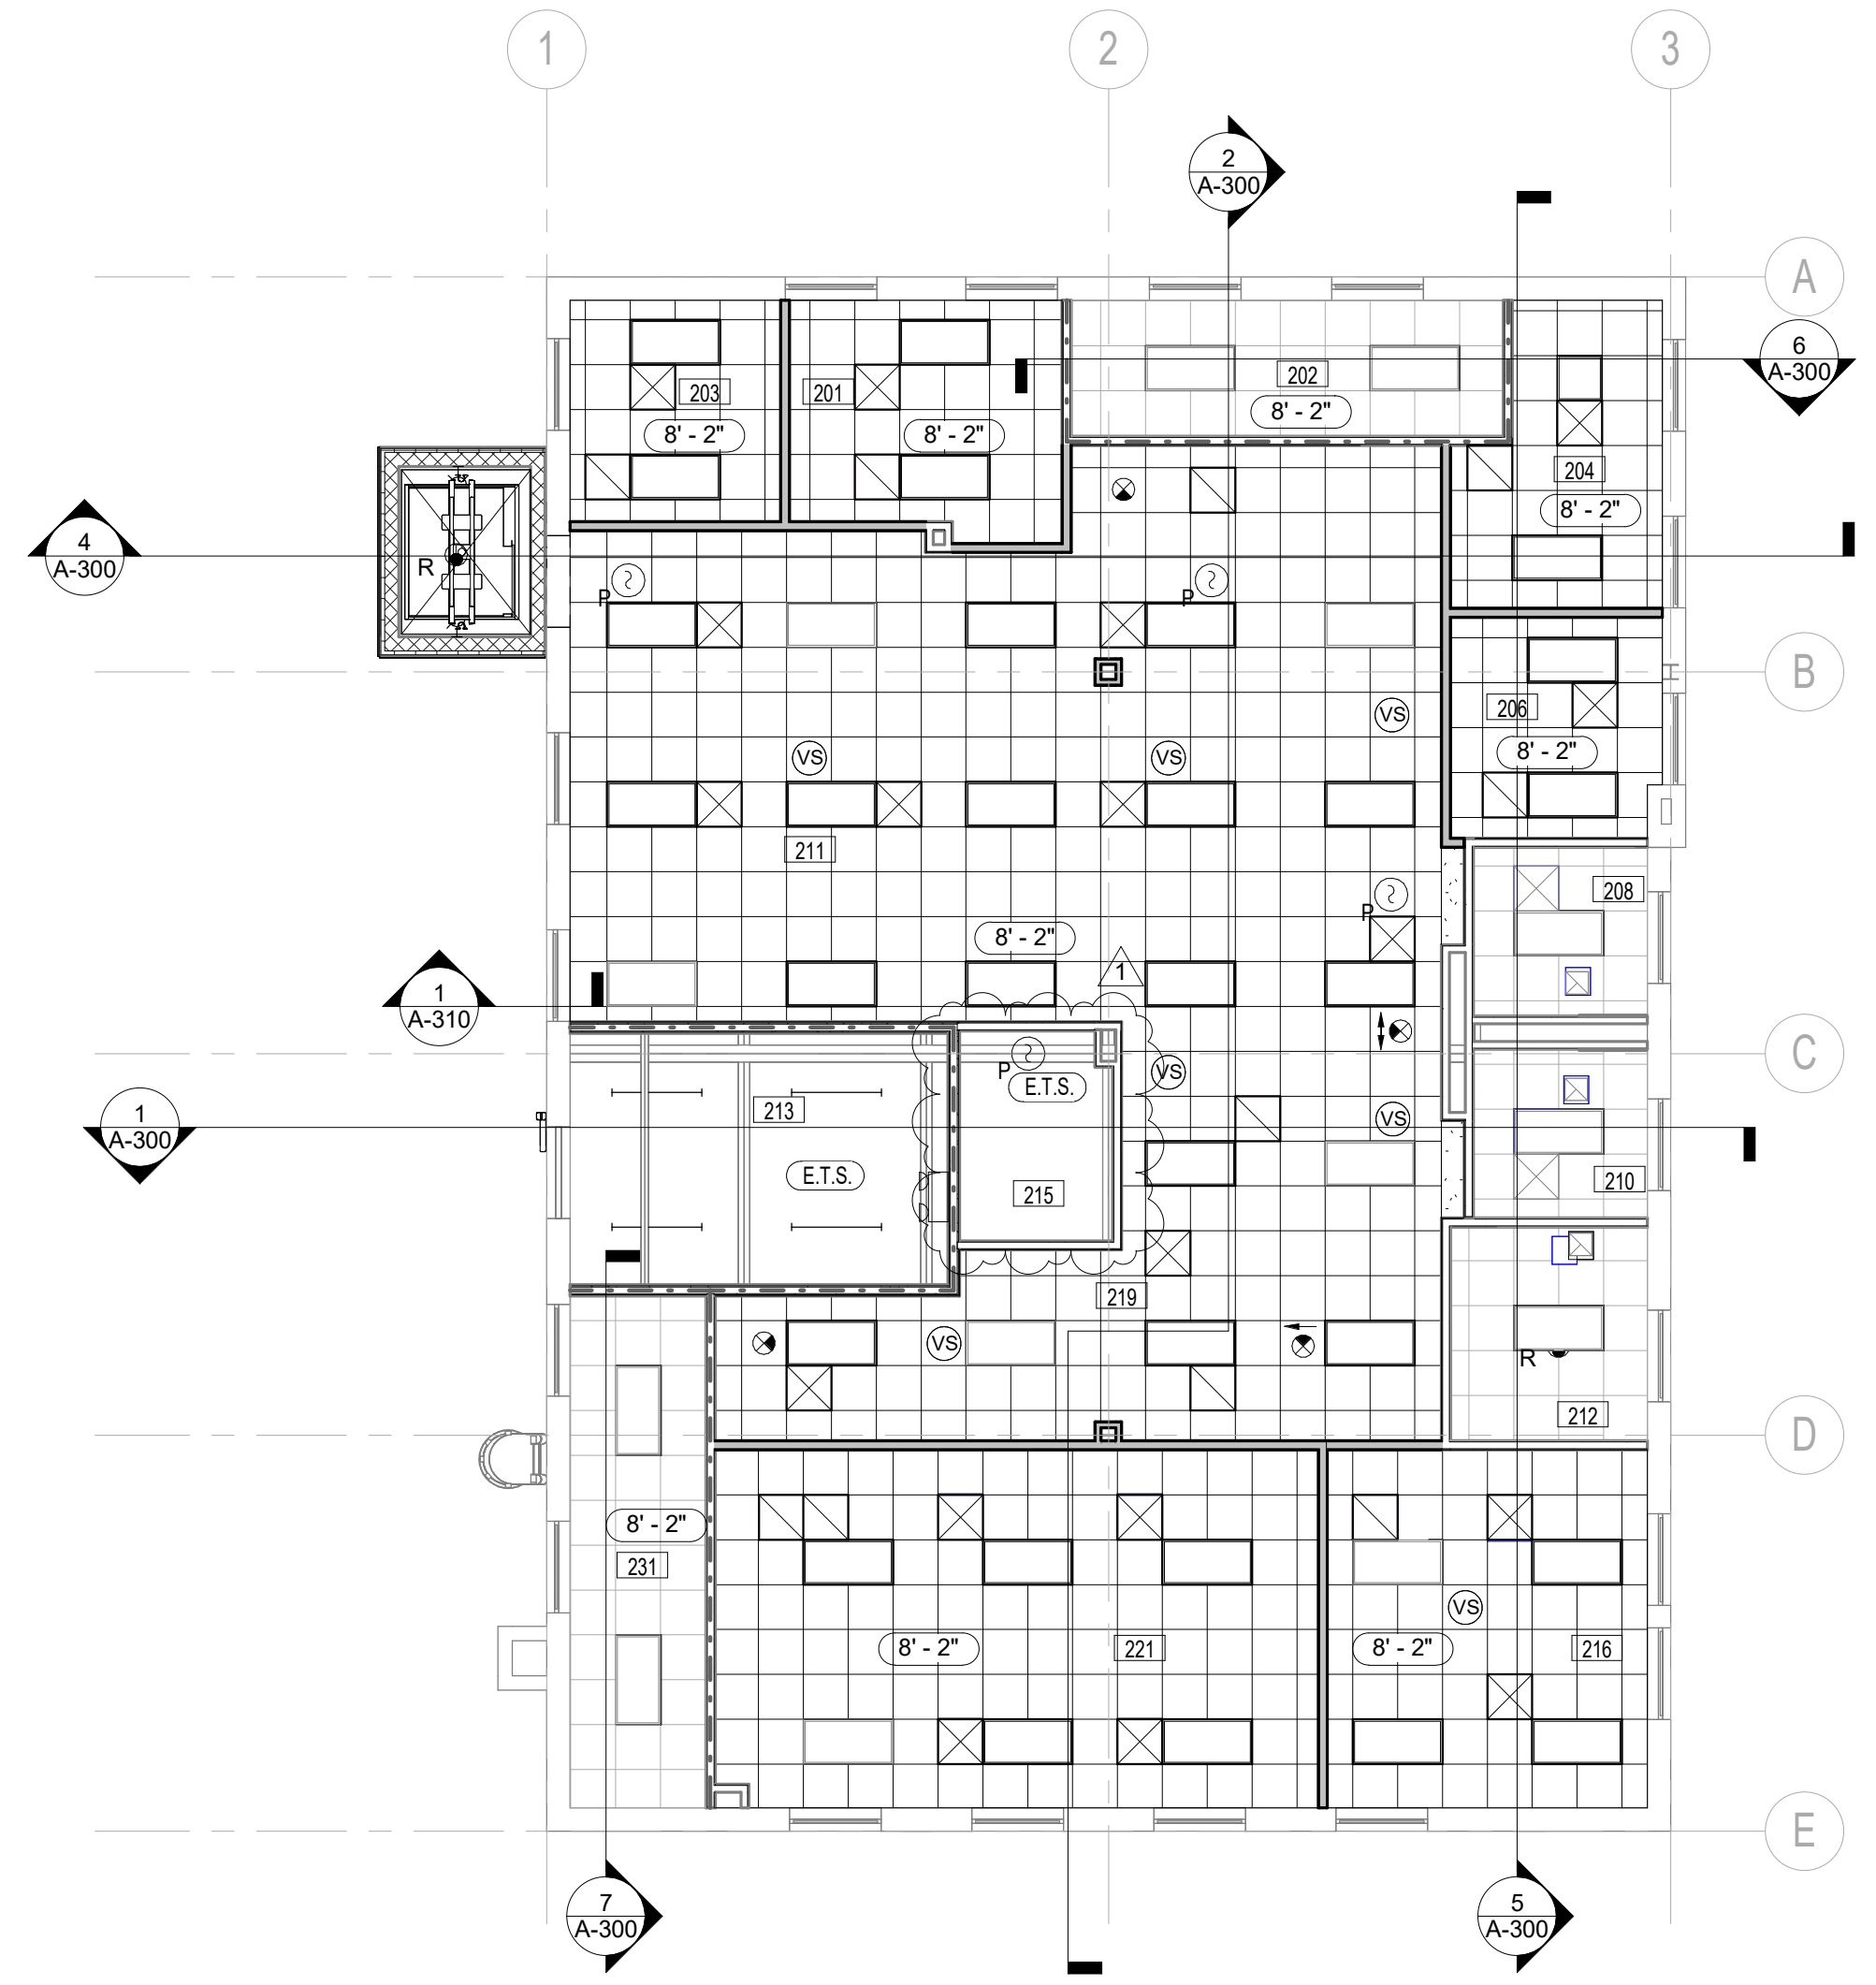 1
2
3
2
A-300
A
6
A-300
203
201
202
8' - 2"
8' - 2"
8' - 2"
204
8' - 2"
4
A-300
R
P
P
B
VS
206
8' - 2"
VS
VS
211
208
P
8' - 2"
1
1
A-310
C
P
VS
E.T.S.
213
VS
1
A-300
E.T.S.
215
210
219
VS
R
212
D
8' - 2"
231
VS
8' - 2"
221
8' - 2"
216
E
7
A-300
5
A-300